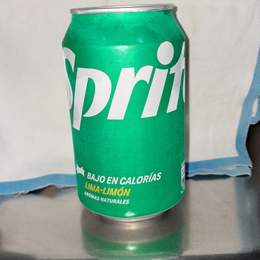 Sprit
BAJO EN CALORÍAS
LIMA-LIMÓN
AROMAS NATURALES